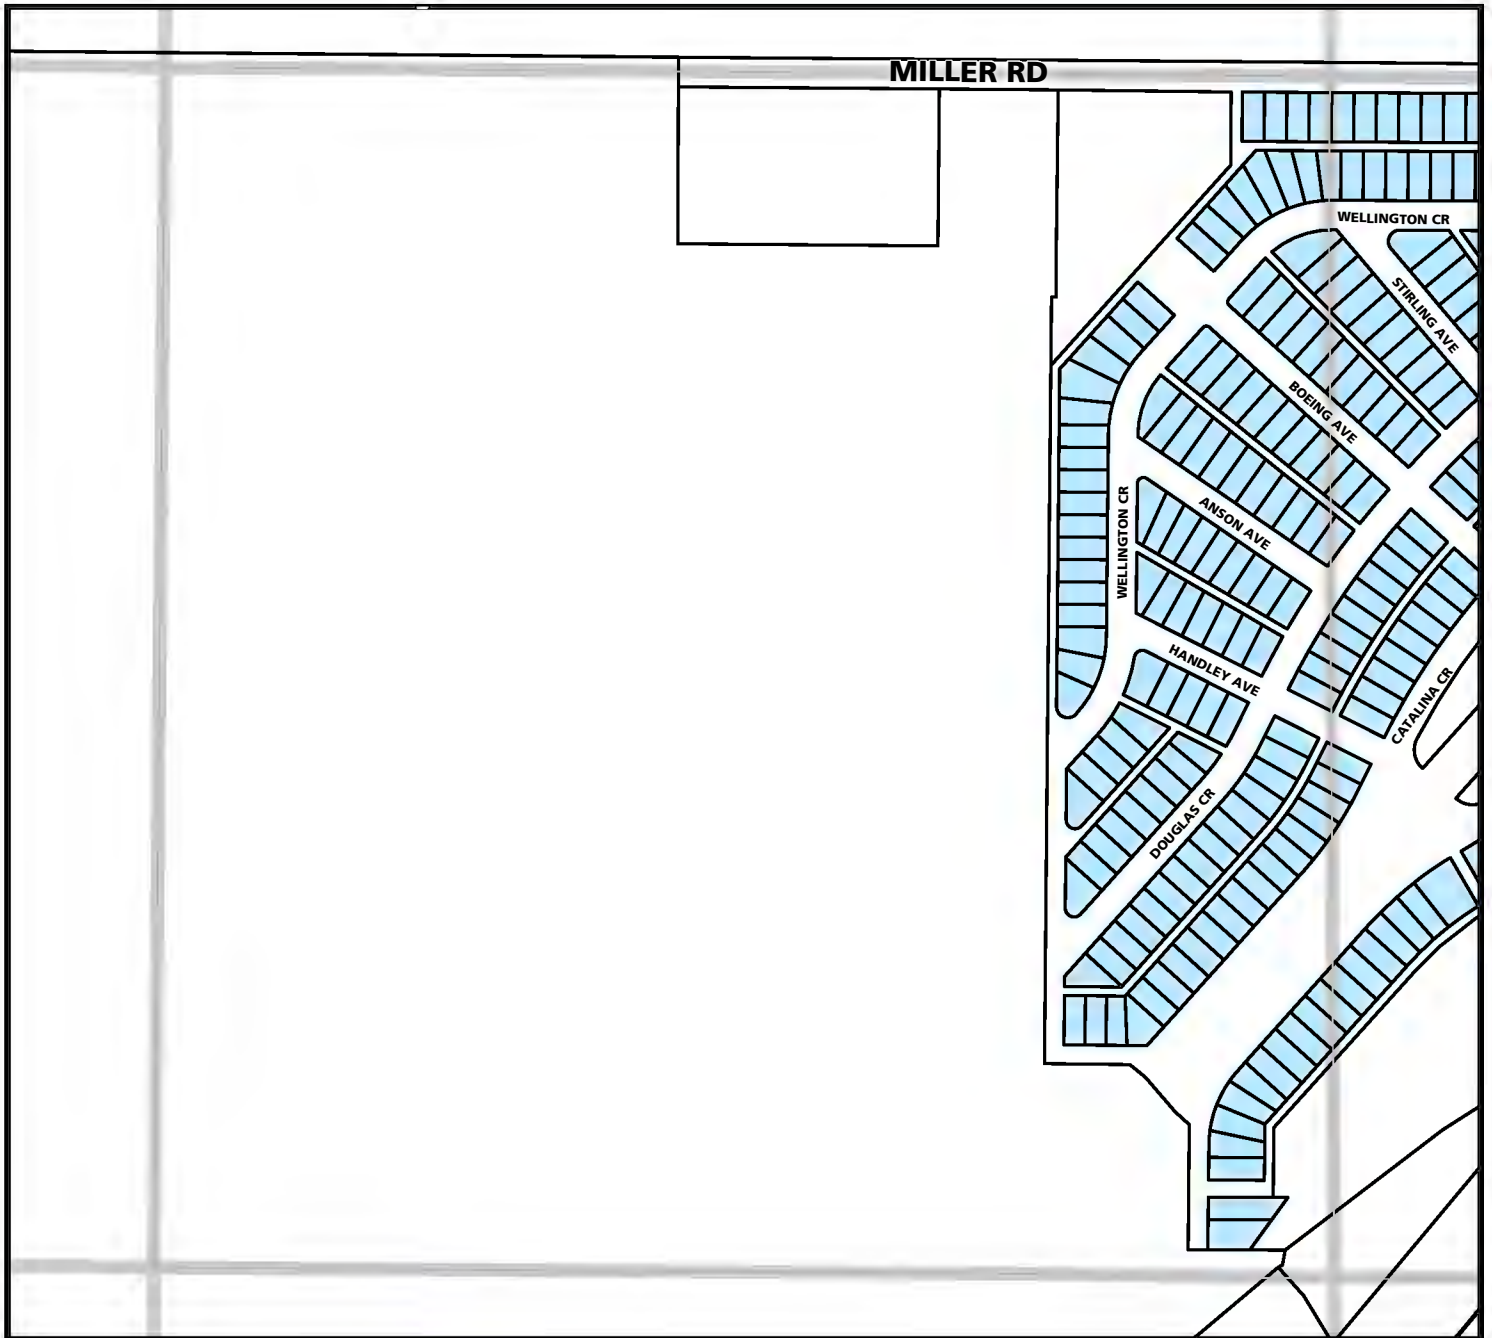 MILLER RD
WELLINGTON CR
STIRLING AVE
BOEING AVE
ANSON AVE
WELLINGTON CR
HANDLEY AVE
CATALINA CR
DOUGLAS CR